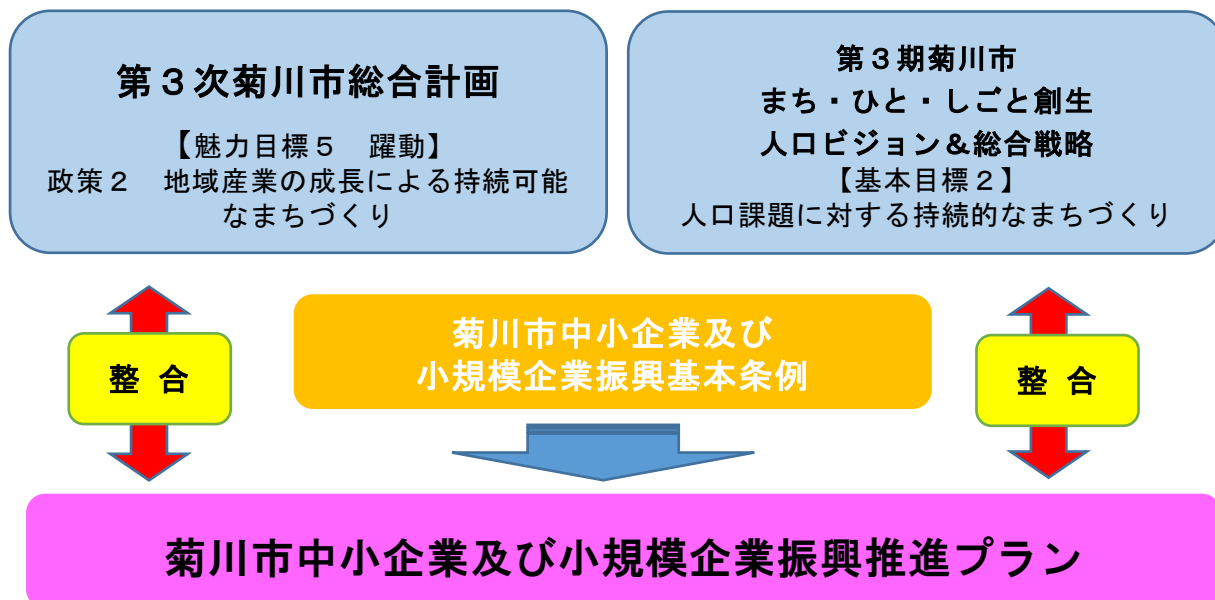 第３次菊川市総合計画
【魅力目標５　躍動】
政策２　地域産業の成長による持続可能
なまちづくり
第３期菊川市
まち・ひと・しごと創生
人口ビジョン＆総合戦略
【基本目標２】
人口課題に対する持続的なまちづくり
整 合
菊川市中小企業及び
小規模企業振興基本条例
整 合
菊川市中小企業及び小規模企業振興推進プラン